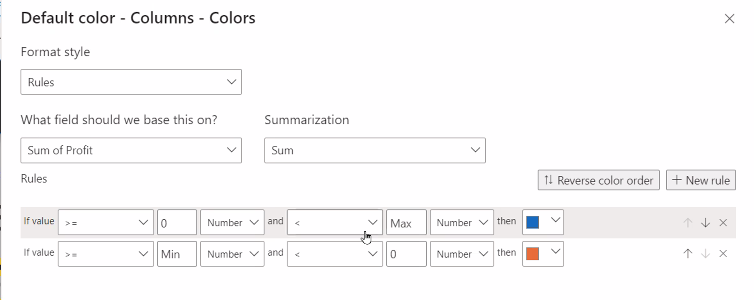 Default color - Columns - Colors
Format style
Rules
What field should we base this on? Summarization
Sum of Profit Sum
Rules Reverse color order + New rule
If value >= 0 Number and < Max Number then
If value >= Min Number and < 0 Number then